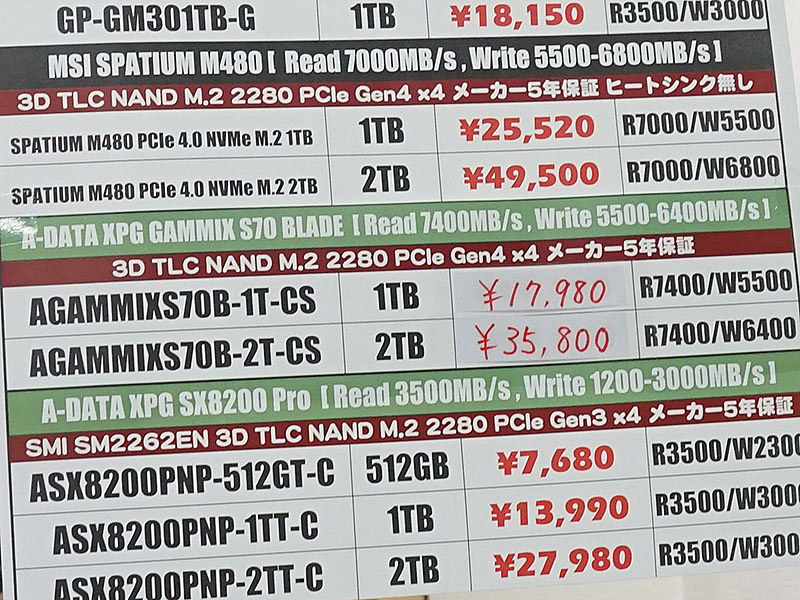 GP-GM301TB-G 1TB ¥18,150 R3500/W3000
MSI SPATIUM M480 [ Read 7000MB/s , Write 5500-6800MB/s ]
3D TLC NAND M.2 2280 PCIe Gen4 x4 メーカー5年保証 ヒートシンク無し
SPATIUM M480 PCIe 4.0 NVMe M.2 1TB 1TB ¥25,520 R7000/W5500
SPATIUM M480 PCIe 4.0 NVMe M.2 2TB 2TB ¥49,500 R7000/W6800
A-DATA XPG GAMMIX S70 BLADE [ Read 7400MB/s , Write 5500-6400MB/s ]
3D TLC NAND M.2 2280 PCIe Gen4 x4 メーカー5年保証
AGAMMIXS70B-1T-CS 1TB ¥17,980 R7400/W5500
AGAMMIXS70B-2T-CS 2TB ¥35,800 R7400/W6400
A-DATA XPG SX8200 Pro [ Read 3500MB/s , Write 1200-3000MB/s ]
SMI SM2262EN 3D TLC NAND M.2 2280 PCIe Gen3 x4 メーカー5年保証
ASX8200PNP-512GT-C 512GB ¥7,680 R3500/W2300
ASX8200PNP-1TT-C 1TB ¥13,990 R3500/W3000
ASX8200PNP-2TT-C 2TB ¥27,980 R3500/W300